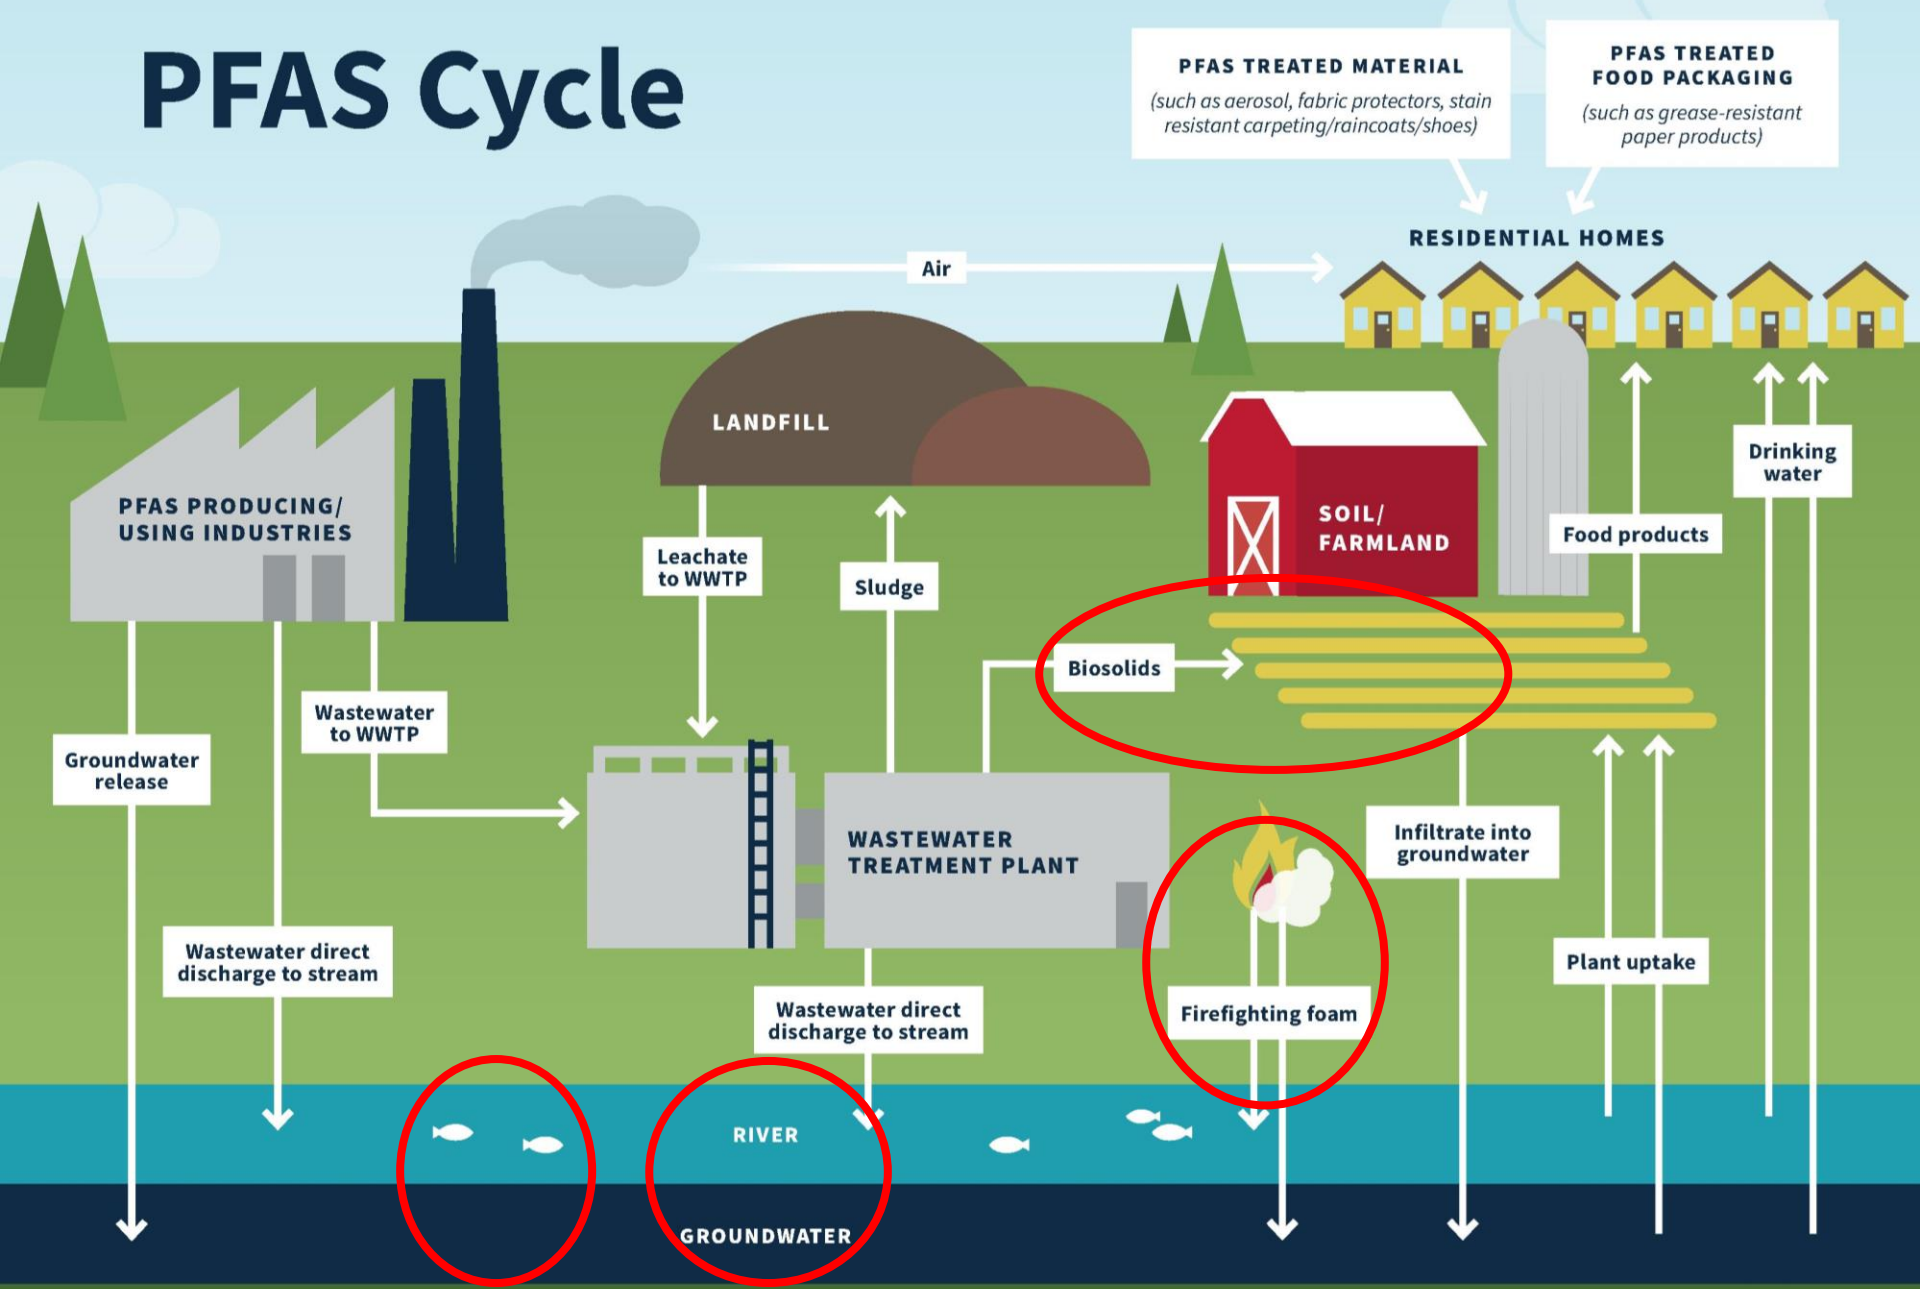 PFAS Cycle
PFAS TREATED MATERIAL
(such as aerosol, fabric protectors, stain
resistant carpeting/raincoats/shoes)
PFAS TREATED
FOOD PACKAGING
(such as grease-resistant
paper products)
RESIDENTIAL HOMES
Air
LANDFILL
PFAS PRODUCING/
USING INDUSTRIES
SOIL/
FARMLAND
Drinking
water
Food products
Leachate
to WWTP
Sludge
Biosolids
Wastewater
to WWTP
Groundwater
release
WASTEWATER
TREATMENT PLANT
Infiltrate into
groundwater
Wastewater direct
discharge to stream
Plant uptake
Wastewater direct
discharge to stream
Firefighting foam
RIVER
GROUNDWATER